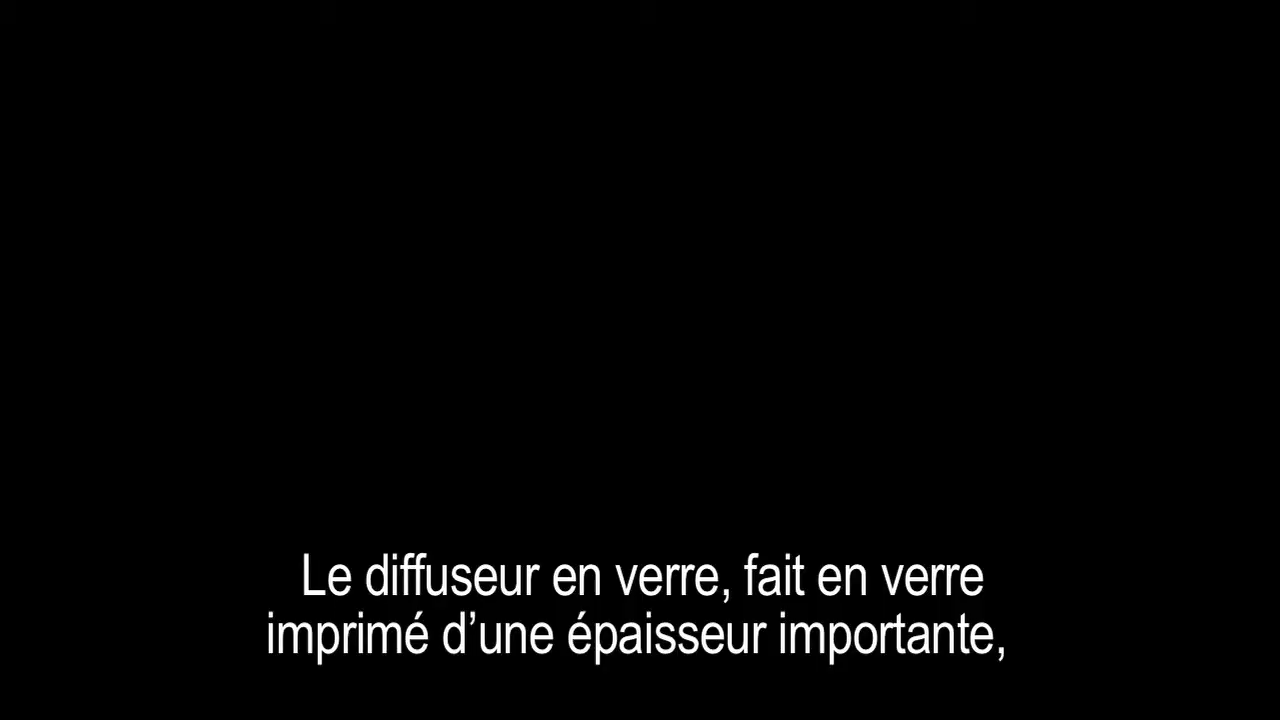 Le diffuseur en verre, fait en verre
imprimé d’une épaisseur importante,